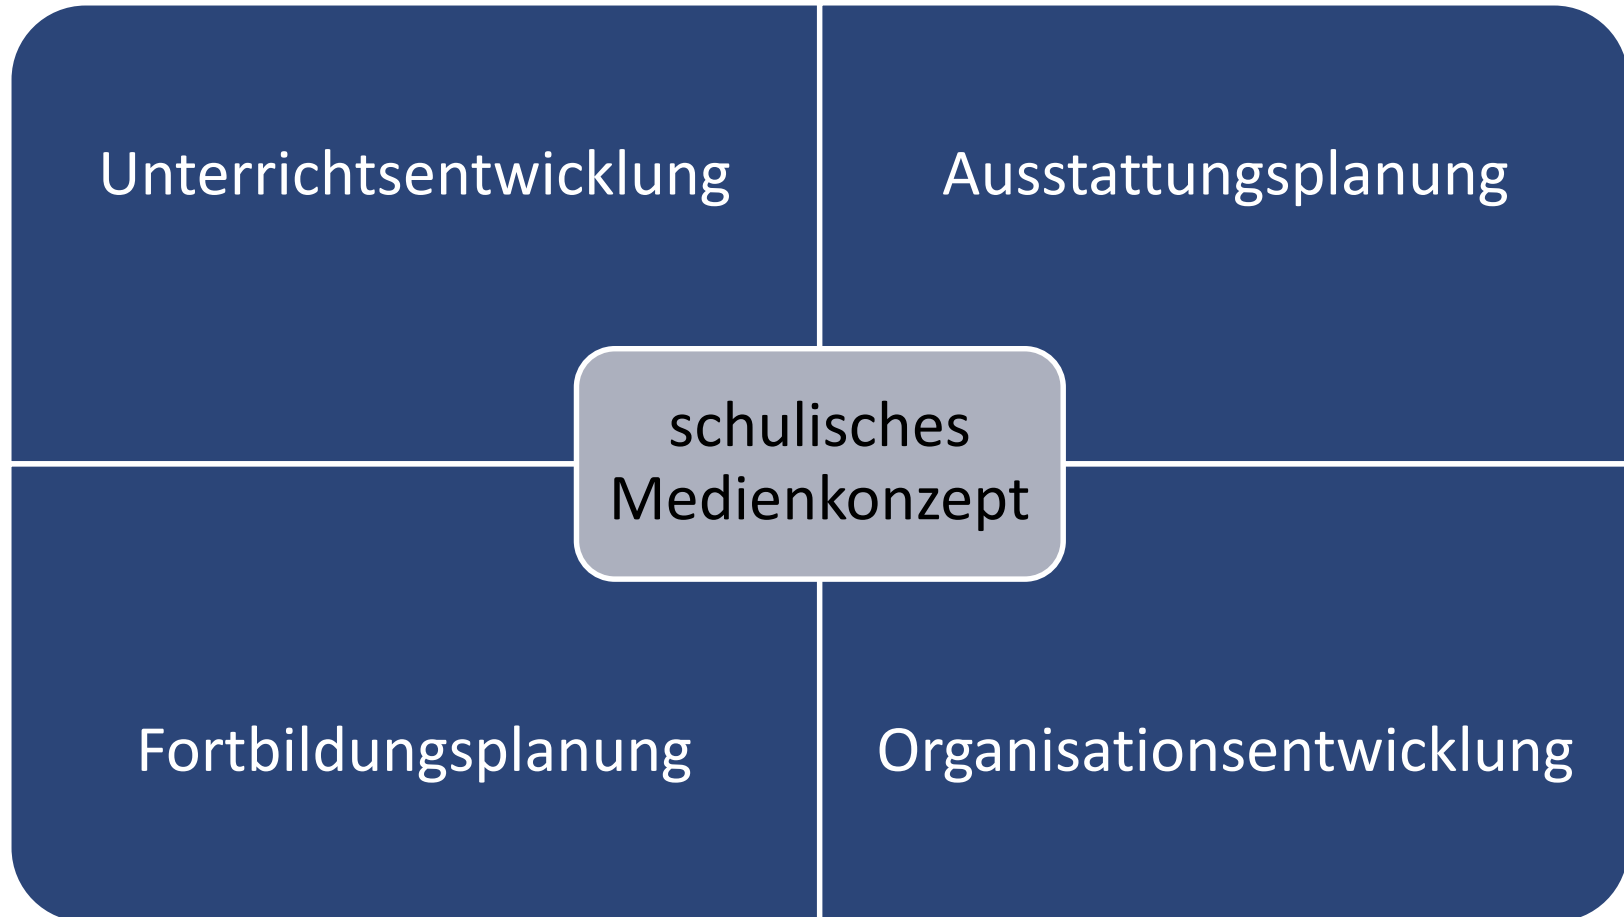 Unterrichtsentwicklung
Ausstattungsplanung
schulisches
Medienkonzept
Fortbildungsplanung
Organisationsentwicklung